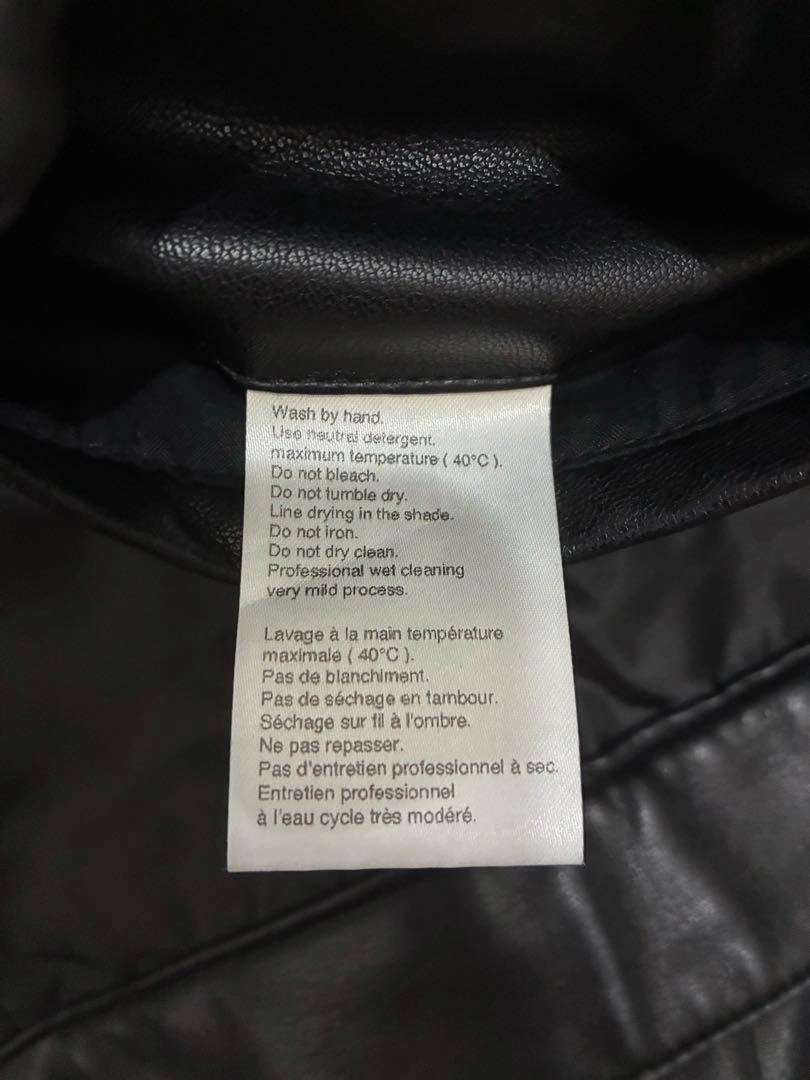 Wash by hand.
Use neutral detergent.
maximum temperature ( 40°C ).
Do not bleach.
Do not tumble dry.
Line drying in the shade.
Do not iron.
Do not dry clean.
Professional wet cleaning
very mild process.
Lavage à la main température
maximale ( 40°C ).
Pas de blanchiment.
Pas de séchage en tambour.
Séchage sur fil à l'ombre.
Ne pas repasser.
Pas d'entretien professionnel à sec.
Entretien professionnel
à l'eau cycle très modéré.